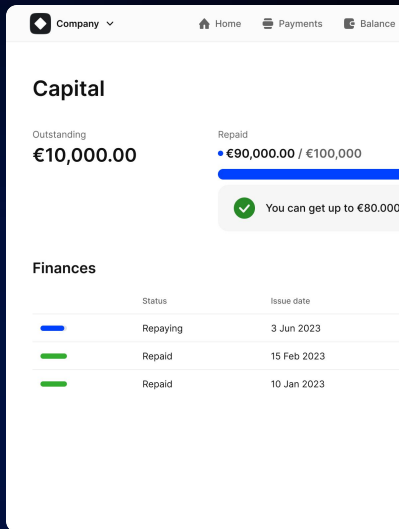 Company Home Payments Balance
Capital
Outstanding Repaid
€10,000.00 €90,000.00 / €100,000
You can get up to €80.000
Finances
Status Issue date
Repaying 3 Jun 2023
Repaid 15 Feb 2023
Repaid 10 Jan 2023